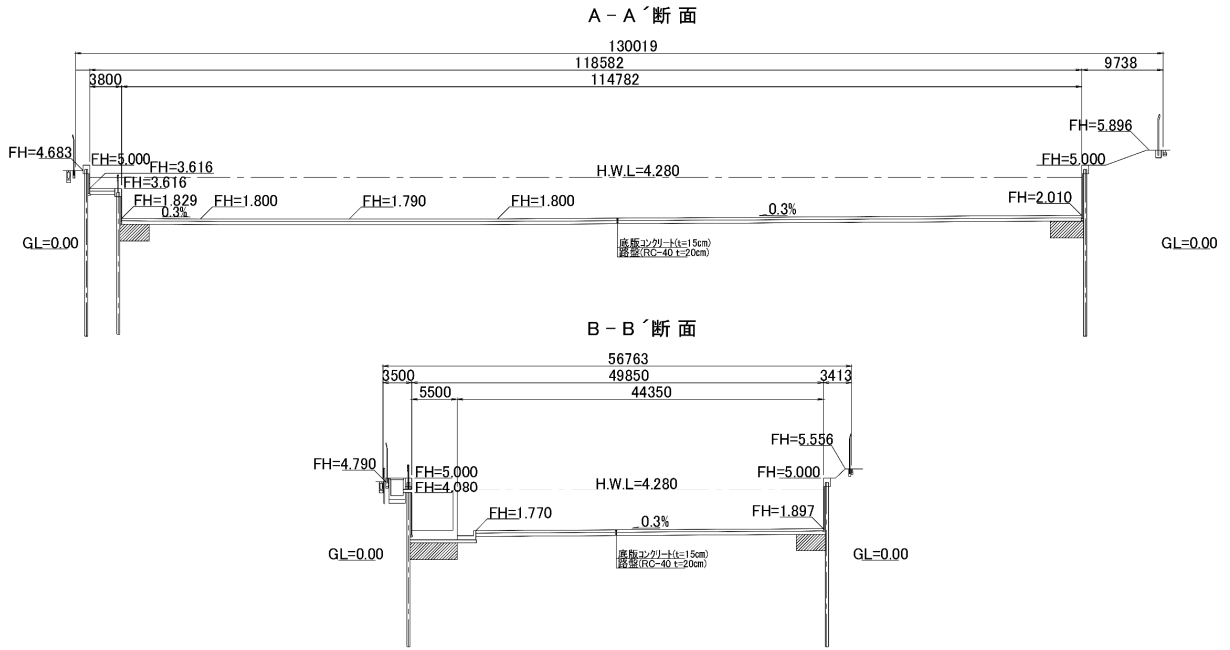 A－A´断面
130019
118582
9738
3800
114782
FH=5.896
FH=4.683
FH=5.000
FH=3.616
FH=5.000
H.W.L=4.280
FH=3.616
FH=1.829
0.3%
FH=1.800
FH=1.790
FH=1.800
0.3%
FH=2.010
GL=0.00
底版コンクリート(t=15cm)
路盤(RC-40 t=20cm)
GL=0.00
B－B´断面
56763
3500
49850
3413
5500
44350
FH=5.556
FH=4.790
FH=5.000
FH=5.000
FH=4.080
H.W.L=4.280
FH=1.770
0.3%
FH=1.897
GL=0.00
底版コンクリート(t=15cm)
路盤(RC-40 t=20cm)
GL=0.00